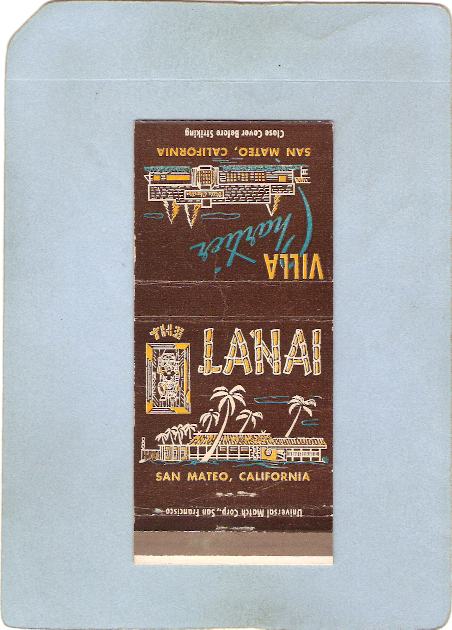 Close Cover Before Striking
SAN MATEO, CALIFORNIA
VILLA
Chartier
THE
LANAI
SAN MATEO, CALIFORNIA
Universal Match Corp., San Francisco